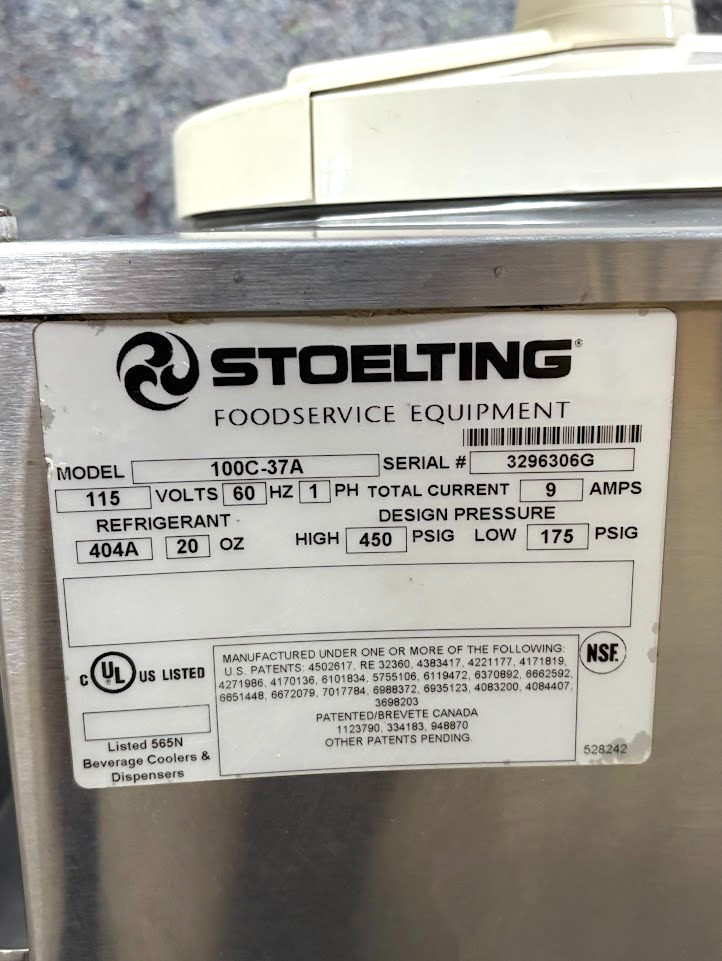 STOELTING®
FOODSERVICE EQUIPMENT
MODEL 100C-37A SERIAL # 3296306G
115 VOLTS 60 HZ 1 PH TOTAL CURRENT 9 AMPS
REFRIGERANT DESIGN PRESSURE
404A 20 OZ HIGH 450 PSIG LOW 175 PSIG
C UL US LISTED
Listed 565N
Beverage Coolers &
Dispensers
MANUFACTURED UNDER ONE OR MORE OF THE FOLLOWING:
U.S. PATENTS: 4502617, RE 32360, 4383417, 4221177, 4171819,
4271986, 4170136, 6101834, 5755106, 6119472, 6370892, 6662592,
6651448, 6672079, 7017784, 6988372, 6935123, 4083200, 4084407,
3698203
PATENTED/BREVETE CANADA
1123790, 334183, 948870
OTHER PATENTS PENDING.
NSF.
528242